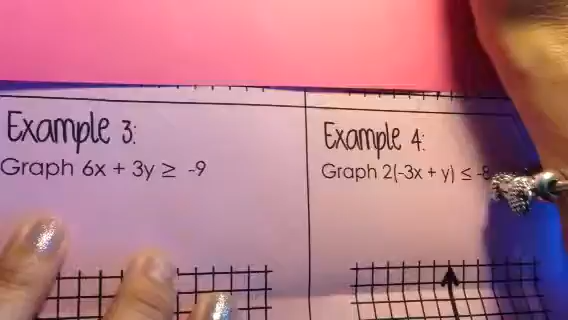 Example 3:
Graph 6x + 3y ≥ -9
Example 4:
Graph 2(-3x + y) ≤ -8